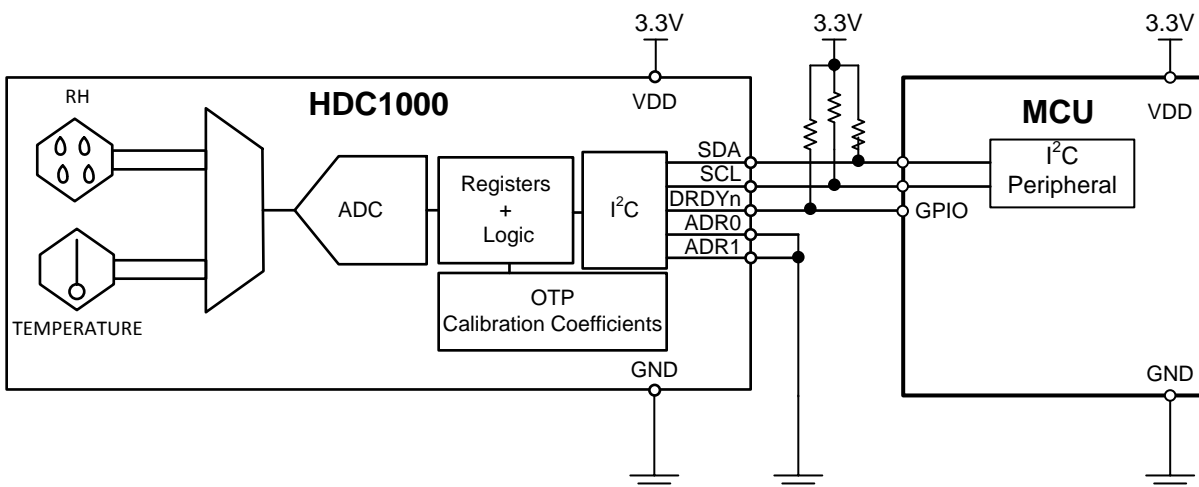 3.3V
3.3V
3.3V
RH
HDC1000
VDD
MCU
VDD
SDA
SCL
DRDYn
ADR0
ADR1
I²C
Peripheral
GPIO
ADC
Registers
+
Logic
I²C
OTP
Calibration Coefficients
TEMPERATURE
GND
GND